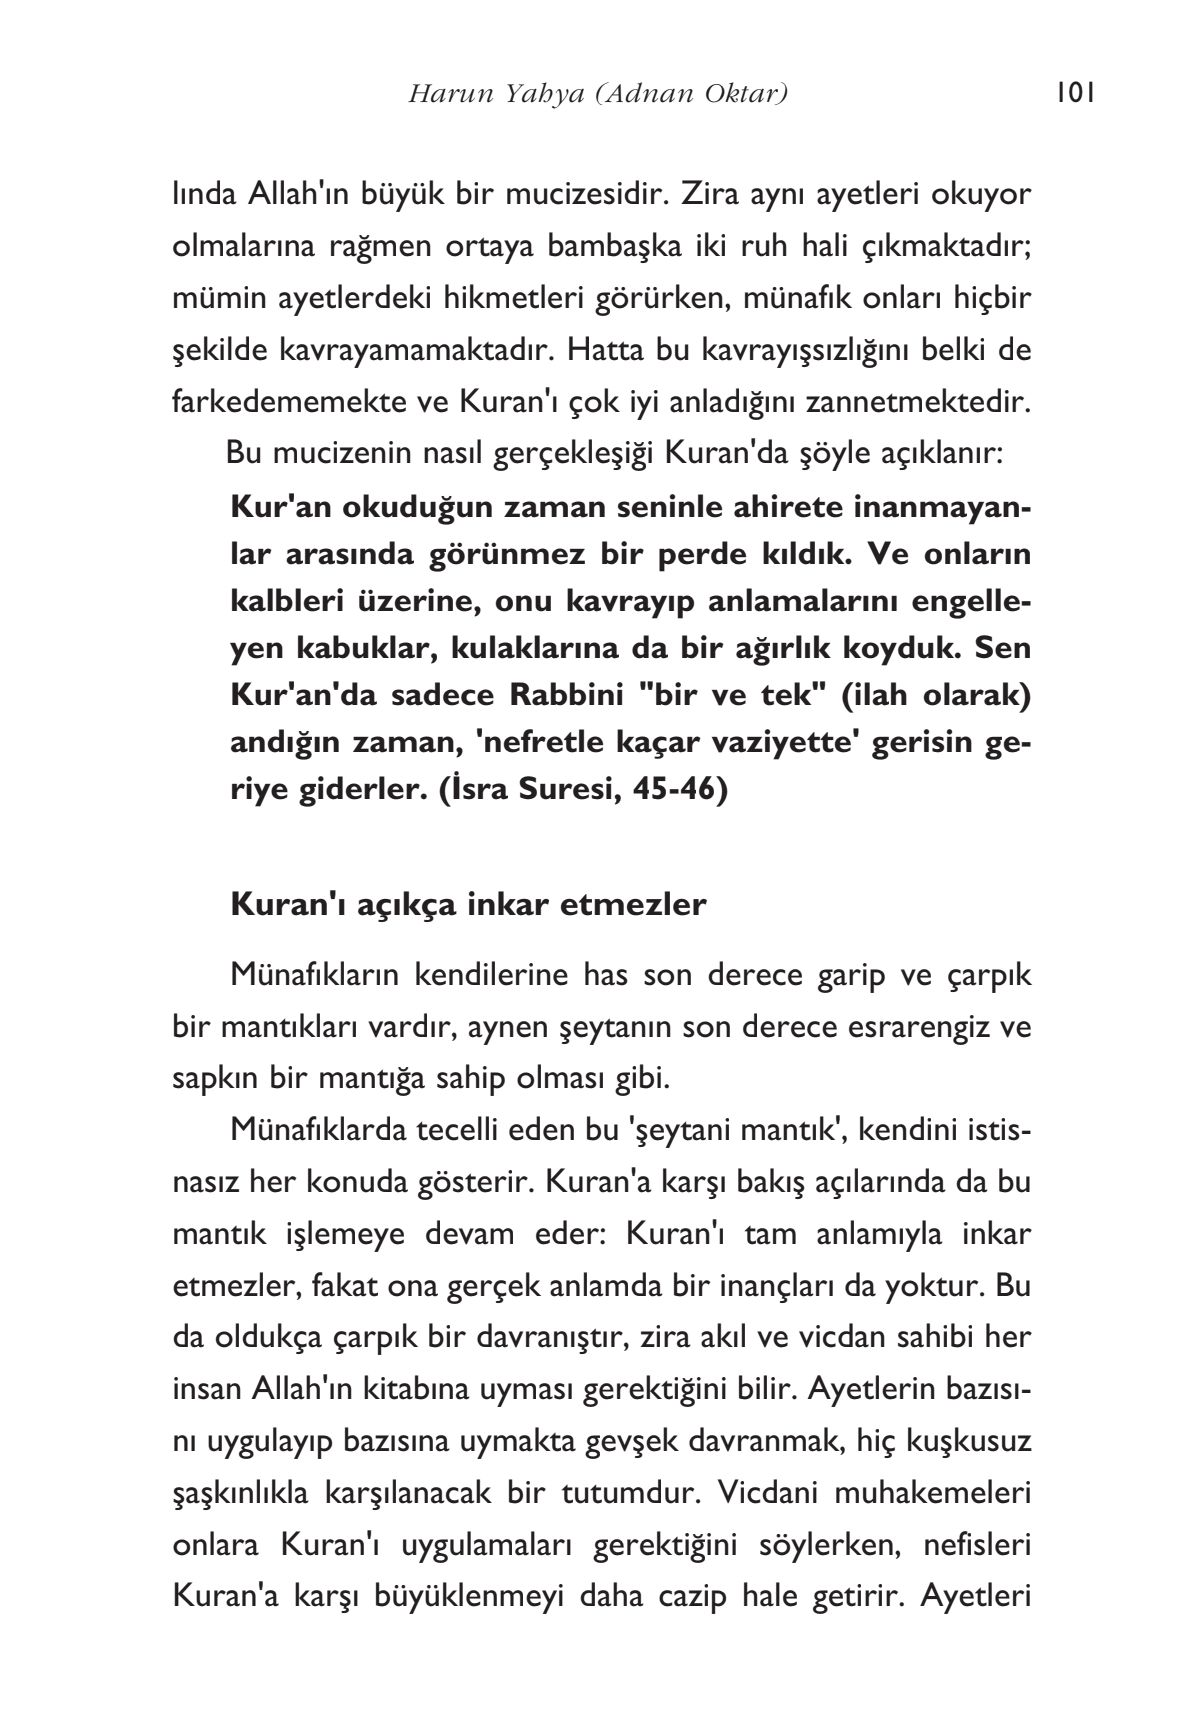 Harun Yahya (Adnan Oktar) 101
lında Allah'ın büyük bir mucizesidir. Zira aynı ayetleri okuyor
olmalarına rağmen ortaya bambaşka iki ruh hali çıkmaktadır;
mümin ayetlerdeki hikmetleri görürken, münafık onları hiçbir
şekilde kavrayamamaktadır. Hatta bu kavrayışsızlığını belki de
farkedememekte ve Kuran'ı çok iyi anladığını zannetmektedir.
Bu mucizenin nasıl gerçekleşiği Kuran'da şöyle açıklanır:
Kur'an okuduğun zaman seninle ahirete inanmayan-
lar arasında görünmez bir perde kıldık. Ve onların
kalbleri üzerine, onu kavrayıp anlamalarını engelle-
yen kabuklar, kulaklarına da bir ağırlık koyduk. Sen
Kur'an'da sadece Rabbini "bir ve tek" (ilah olarak)
andığın zaman, 'nefretle kaçar vaziyette' gerisin ge-
riye giderler. (İsra Suresi, 45-46)
Kuran'ı açıkça inkar etmezler
Münafıkların kendilerine has son derece garip ve çarpık
bir mantıkları vardır, aynen şeytanın son derece esrarengiz ve
sapkın bir mantığa sahip olması gibi.
Münafıklarda tecelli eden bu 'şeytani mantık', kendini istis-
nasız her konuda gösterir. Kuran'a karşı bakış açılarında da bu
mantık işlemeye devam eder: Kuran'ı tam anlamıyla inkar
etmezler, fakat ona gerçek anlamda bir inançları da yoktur. Bu
da oldukça çarpık bir davranıştır, zira akıl ve vicdan sahibi her
insan Allah'ın kitabına uyması gerektiğini bilir. Ayetlerin bazısı-
nı uygulayıp bazısına uymakta gevşek davranmak, hiç kuşkusuz
şaşkınlıkla karşılanacak bir tutumdur. Vicdani muhakemeleri
onlara Kuran'ı uygulamaları gerektiğini söylerken, nefisleri
Kuran'a karşı büyüklenmeyi daha cazip hale getirir. Ayetleri